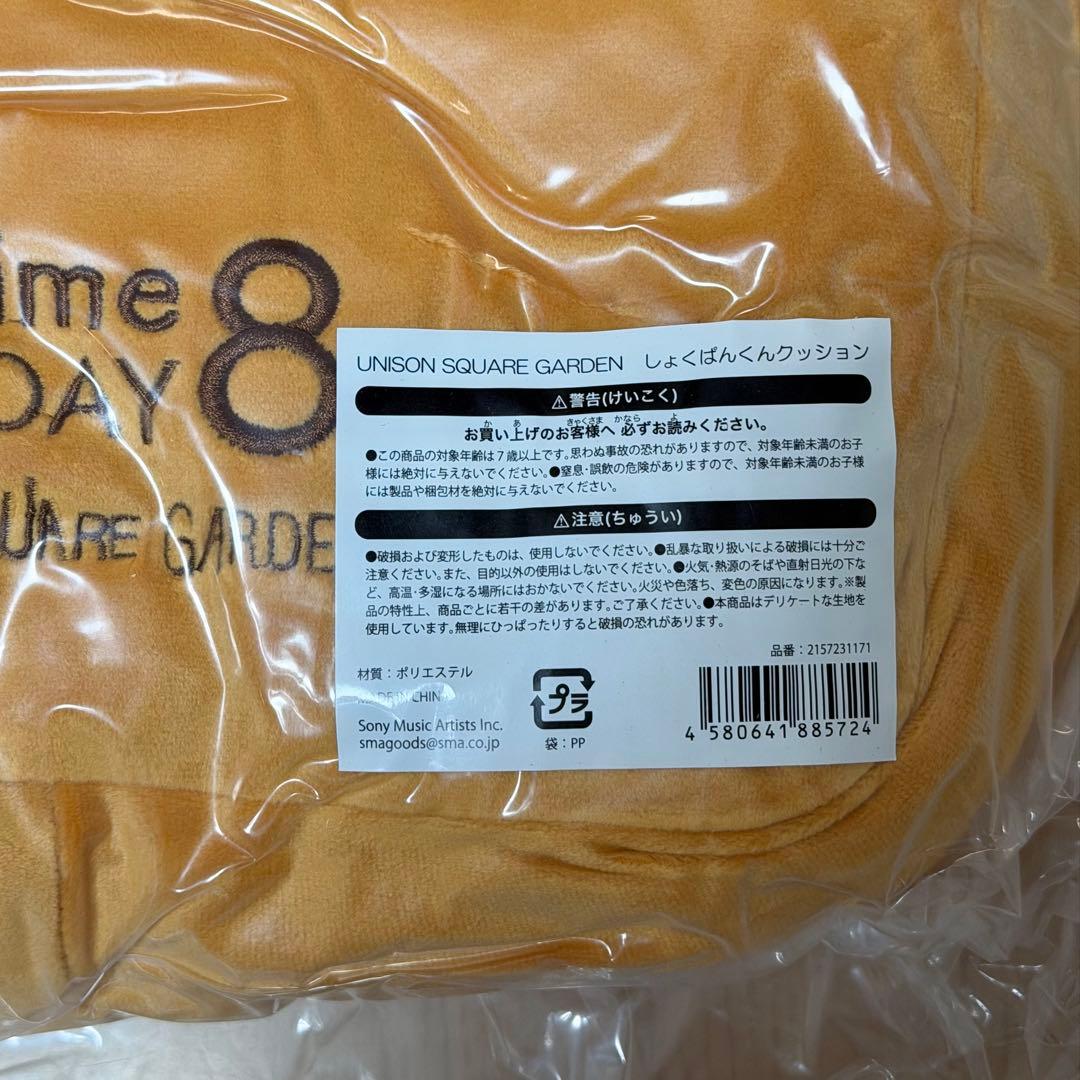 ime 8
DAY
UARE GARDE
UNISON SQUARE GARDEN しょくぱんくんクッション
⚠警告(けいこく)
お買い上げのお客様へ 必ずお読みください。
●この商品の対象年齢は7歳以上です。思わぬ事故の恐れがありますので、対象年齢未満のお子
様には絶対に与えないでください。●窒息・誤飲の危険がありますので、対象年齢未満のお子様
には製品や梱包材を絶対に与えないでください。
⚠注意(ちゅうい)
●破損および変形したものは、使用しないでください。●乱暴な取り扱いによる破損には十分ご
注意ください。また、目的以外の使用はしないでください。●火気・熱源のそばや直射日光の下な
ど、高温・多湿になる場所にはおかないでください。火災や色落ち、変色の原因になります。※製
品の特性上、商品ごとに若干の差があります。ご了承ください。●本商品はデリケートな生地を
使用しています。無理にひっぱったりすると破損の恐れがあります。
品番：2157231171
材質：ポリエステル
MADE IN CHIN
Sony Music Artists Inc.
smagoods@sma.co.jp
プラ
袋：PP
4 580641 885724